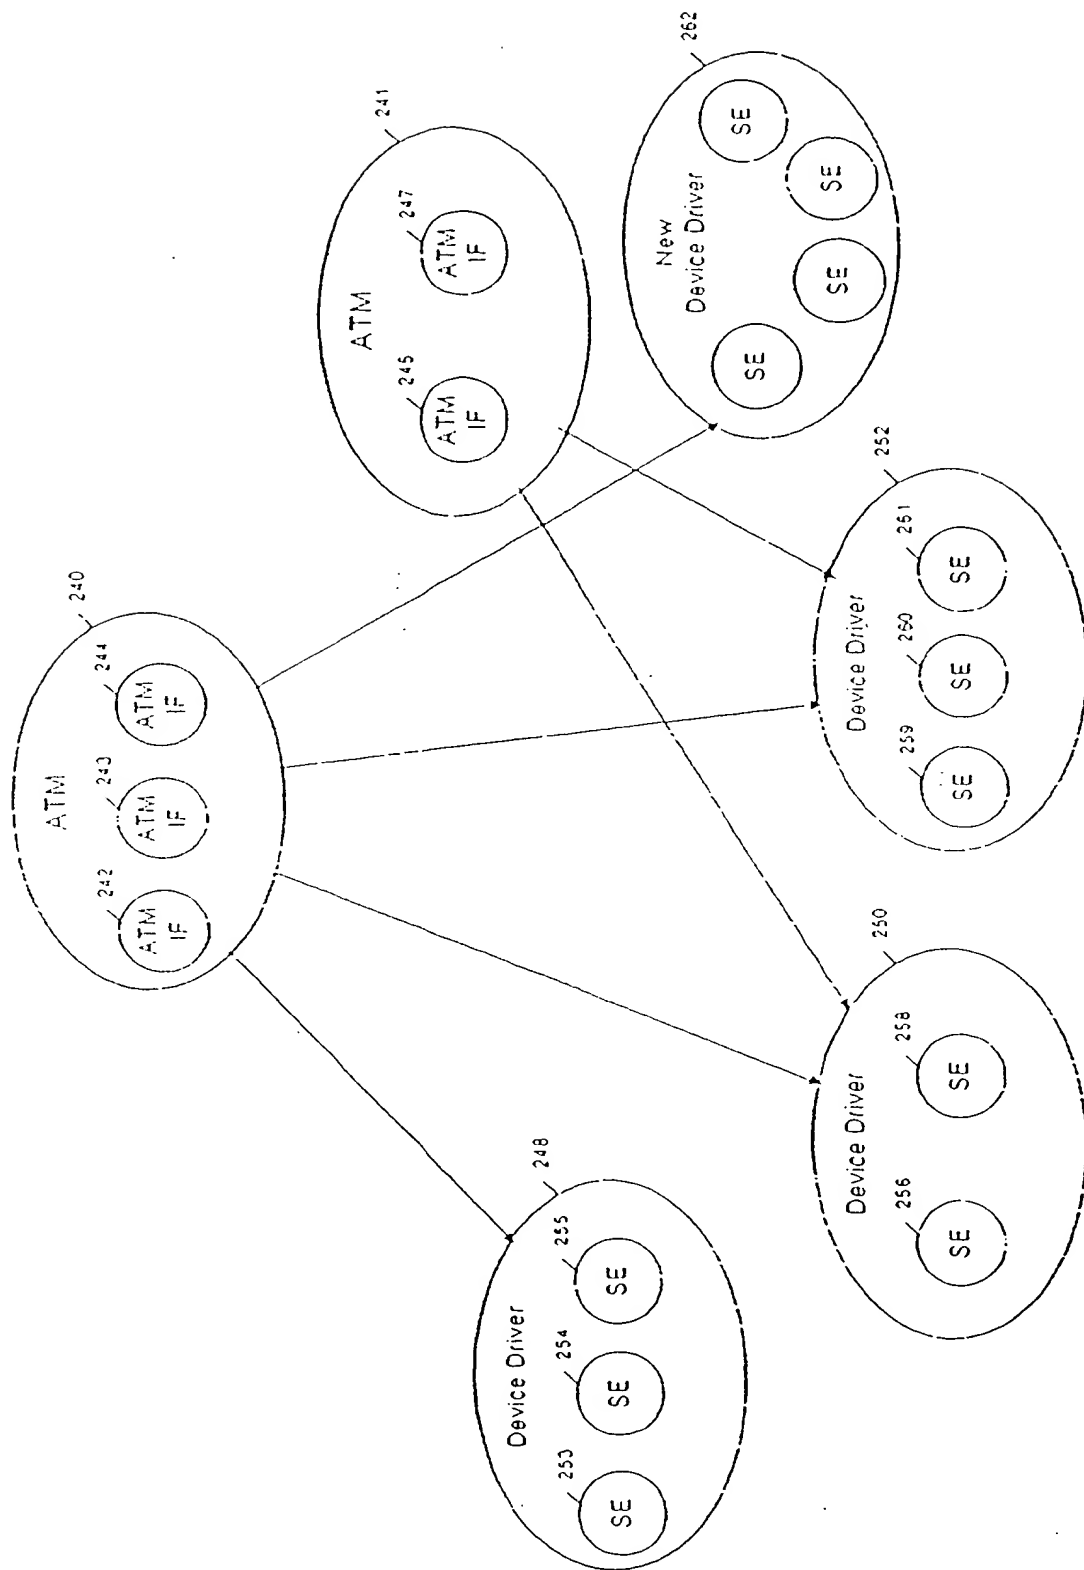 240
ATM
242
ATM
IF
243
ATM
IF
244
ATM
IF
241
ATM
245
ATM
IF
247
ATM
IF
248
Device Driver
253
SE
254
SE
255
SE
250
Device Driver
256
SE
258
SE
252
Device Driver
259
SE
260
SE
261
SE
262
New
Device Driver
SE
SE
SE
SE